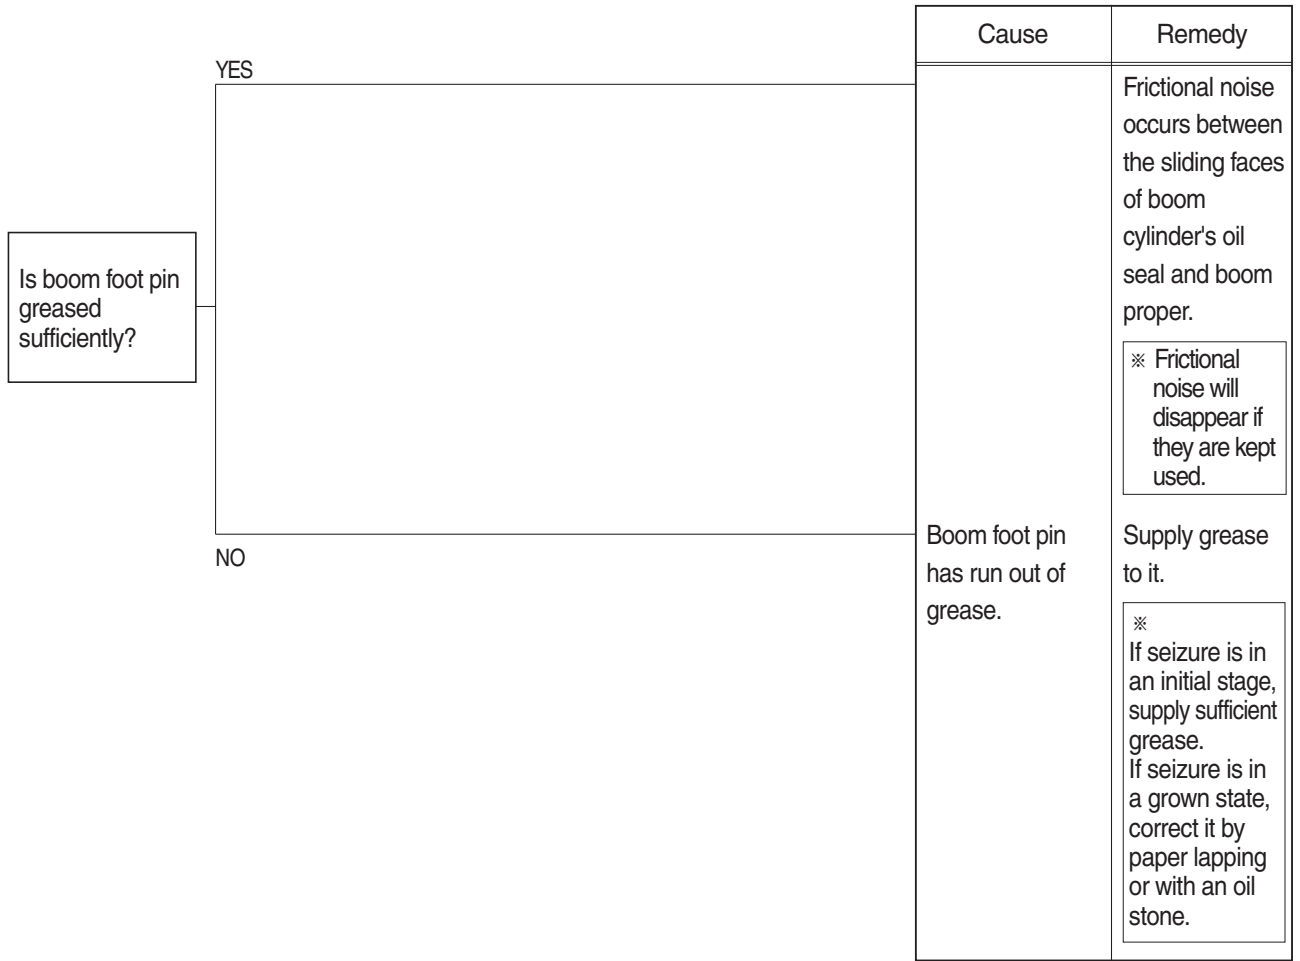 Cause
Remedy
YES
Frictional noise
occurs between
the sliding faces
of boom
cylinder's oil
seal and boom
proper.
※ Frictional
noise will
disappear if
they are kept
used.
Is boom foot pin
greased
sufficiently?
NO
Boom foot pin
has run out of
grease.
Supply grease
to it.
※
If seizure is in
an initial stage,
supply sufficient
grease.
If seizure is in
a grown state,
correct it by
paper lapping
or with an oil
stone.